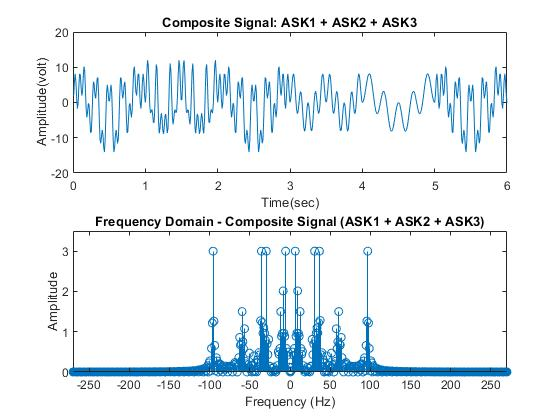 Composite Signal: ASK1 + ASK2 + ASK3
20
10
0
-10
-20
Amplitude(volt)
0 1 2 3 4 5 6
Time(sec)
Frequency Domain - Composite Signal (ASK1 + ASK2 + ASK3)
3
2
1
0
Amplitude
-250 -200 -150 -100 -50 0 50 100 150 200 250
Frequency (Hz)